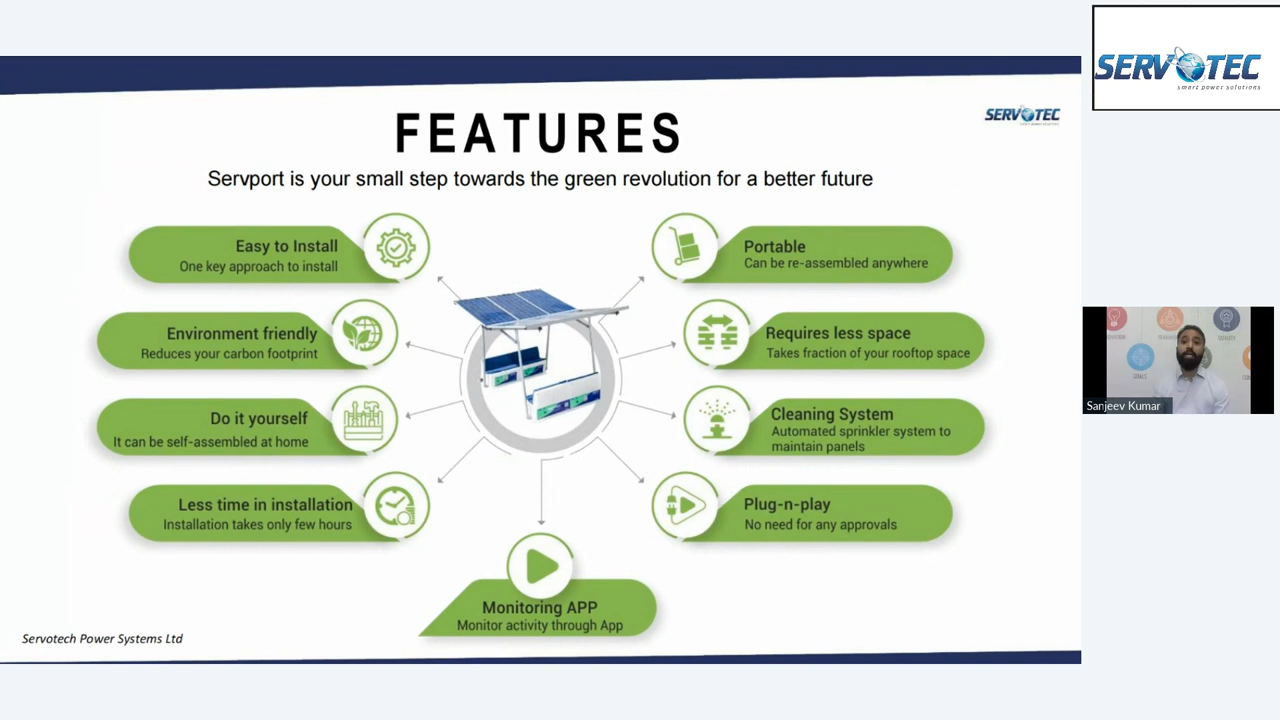 SERVOTEC
smart power solutions
SERVOTEC
FEATURES
Servport is your small step towards the green revolution for a better future
Easy to Install
One key approach to install
Environment friendly
Reduces your carbon footprint
Do it yourself
It can be self-assembled at home
Less time in installation
Installation takes only few hours
Portable
Can be re-assembled anywhere
Requires less space
Takes fraction of your rooftop space
Cleaning System
Automated sprinkler system to
maintain panels
Plug-n-play
No need for any approvals
Monitoring APP
Monitor activity through App
Servotech Power Systems Ltd
Sanjeev Kumar